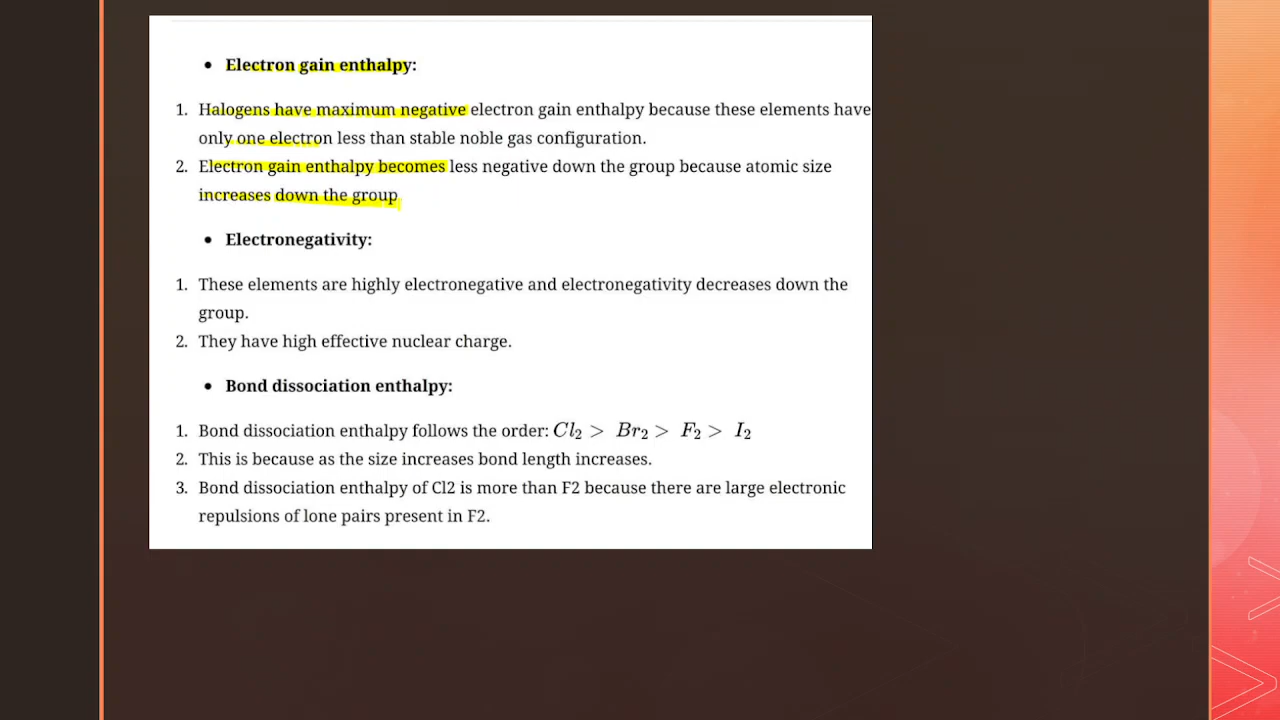 • Electron gain enthalpy:
1. Halogens have maximum negative electron gain enthalpy because these elements have
only one electron less than stable noble gas configuration.
2. Electron gain enthalpy becomes less negative down the group because atomic size
increases down the group
• Electronegativity:
1. These elements are highly electronegative and electronegativity decreases down the
group.
2. They have high effective nuclear charge.
• Bond dissociation enthalpy:
1. Bond dissociation enthalpy follows the order: Cl₂ > Br₂ > F₂ > I₂
2. This is because as the size increases bond length increases.
3. Bond dissociation enthalpy of Cl2 is more than F2 because there are large electronic
repulsions of lone pairs present in F2.